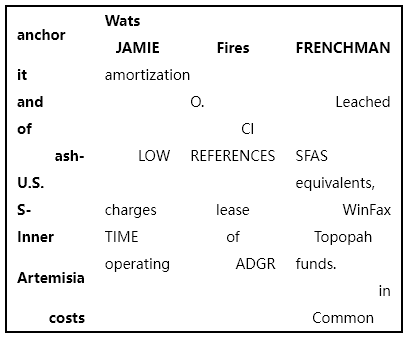 Wats
anchor
JAMIE Fires FRENCHMAN
it amortization
and O. Leached
of CI
ash- LOW REFERENCES SFAS
U.S. equivalents,
S- charges lease WinFax
Inner TIME of Topopah
operating ADGR funds.
Artemisia
in
costs Common